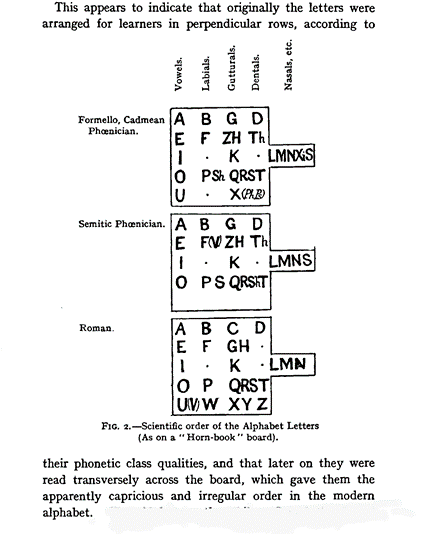 This appears to indicate that originally the letters were
arranged for learners in perpendicular rows, according to
Vowels. Labials. Gutturals. Dentals. Nasals, etc.
Formello, Cadmean
Phœnician.
A B G D
E F ZH Th
I · K · LMNXiS
O PSh QRST
U · X
Semitic Phœnician.
A B G D
E F(V) ZH Th
I · K · LMNS
O P S QRShT
Roman.
A B C D
E F GH ·
I · K · LMN
O P QRST
U(V)W XY Z
FIG. 2.—Scientific order of the Alphabet Letters
(As on a "Horn-book" board).
their phonetic class qualities, and that later on they were
read transversely across the board, which gave them the
apparently capricious and irregular order in the modern
alphabet.